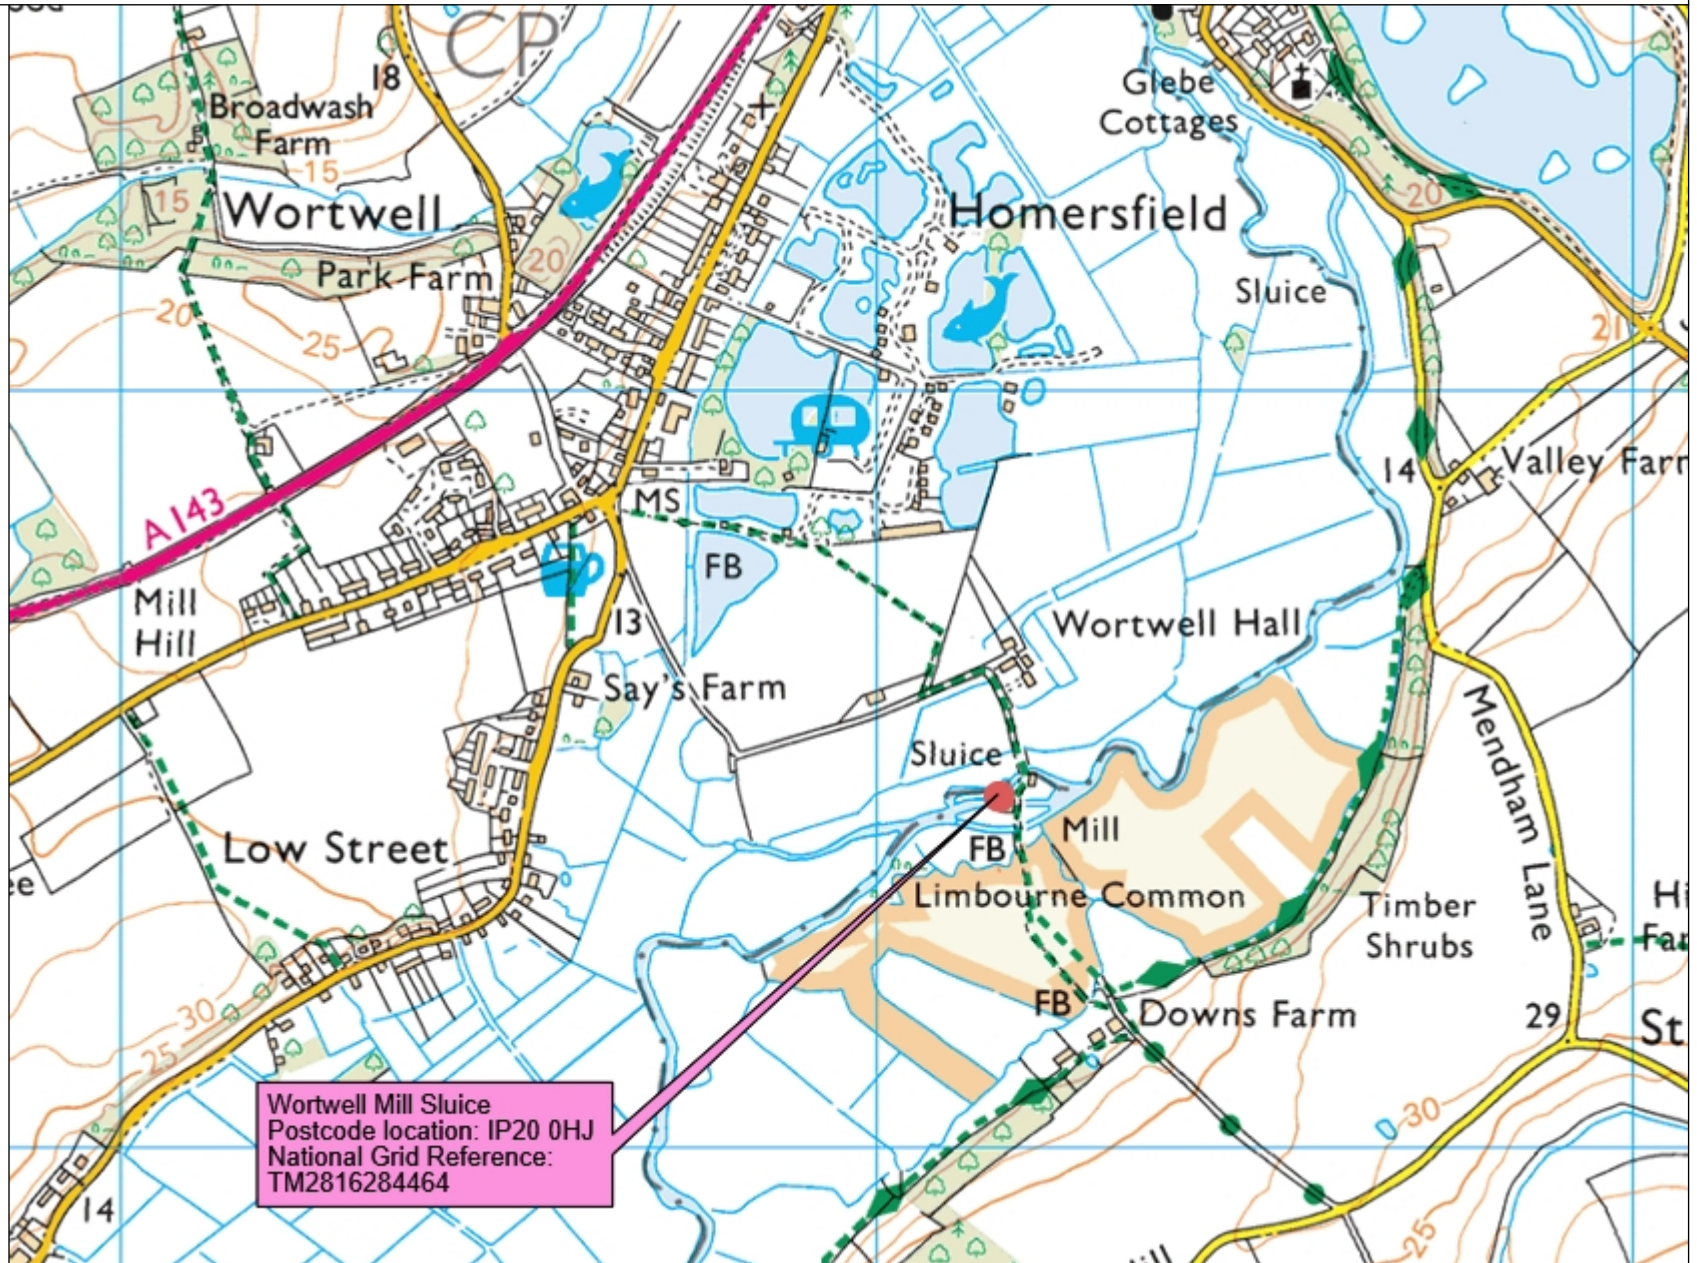 CP
18
Glebe
Cottages
Broadwash
Farm
15
15
Wortwell
Homersfield
20
Park Farm
20
Sluice
20
25
21
14
Valley Farm
MS
A 143
FB
Mill
Hill
13
Wortwell Hall
Say's Farm
Mendham Lane
Sluice
Mill
Low Street
FB
Limbourne Common
Timber
Shrubs
FB
Downs Farm
29
St
30
25
Wortwell Mill Sluice
Postcode location: IP20 0HJ
National Grid Reference:
TM2816284464
30
14
25